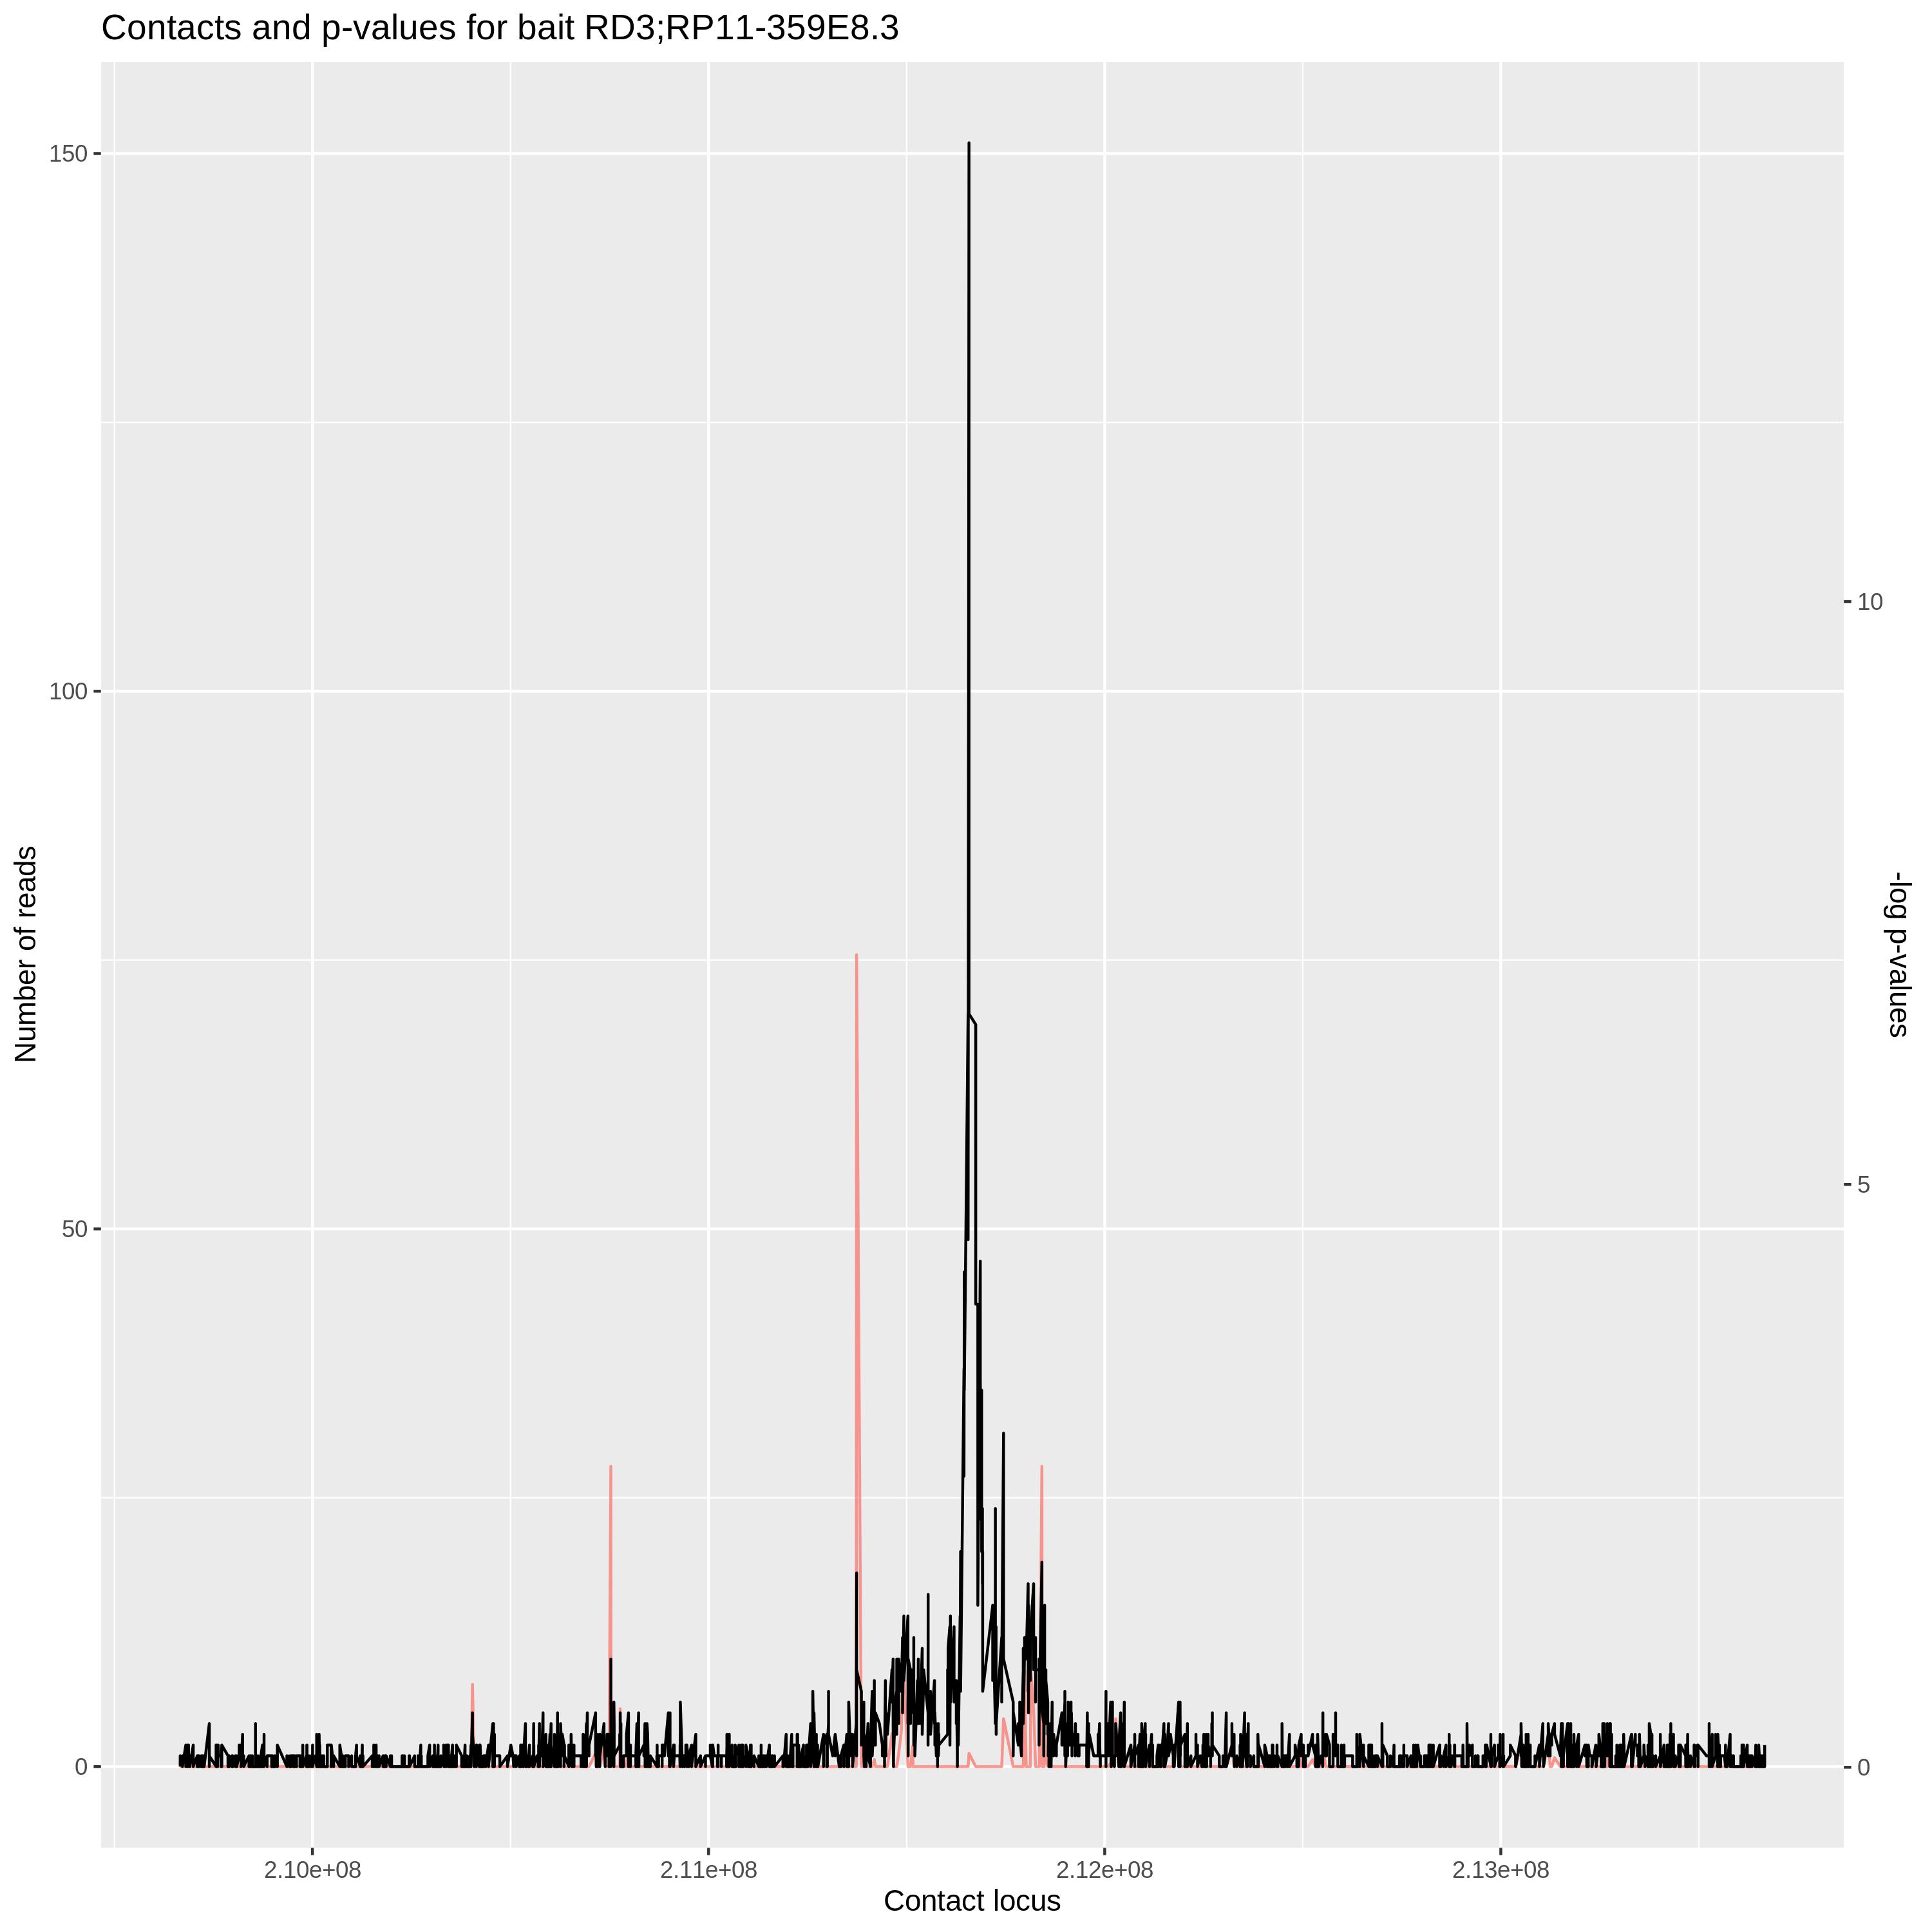 Contacts and p-values for bait RD3;RP11-359E8.3
150
100
50
0
Number of reads
10
5
0
-log p-values
2.10e+08
2.11e+08
2.12e+08
2.13e+08
Contact locus